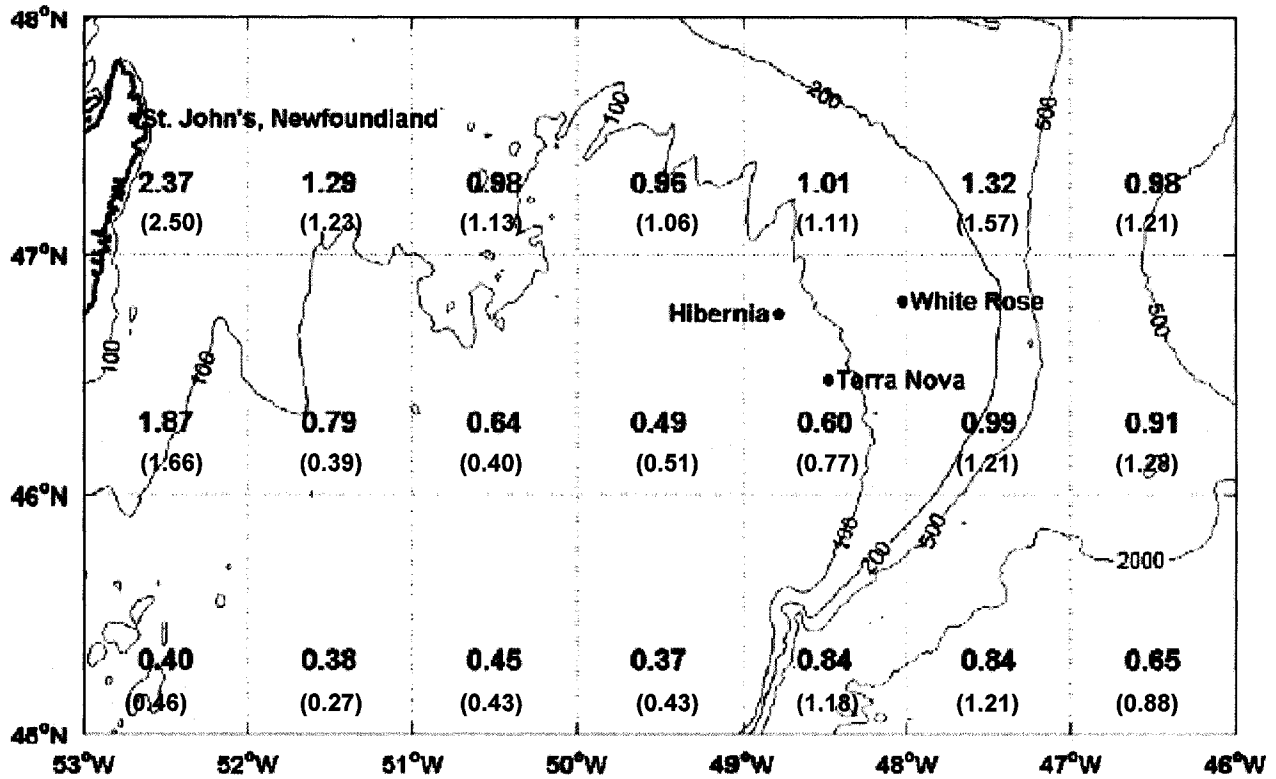 48°N
200
500
100
St. John's, Newfoundland
2.37 1.29 0.98 0.96 1.01 1.32 0.98
(2.50) (1.23) (1.13) (1.06) (1.11) (1.57) (1.21)
47°N
Hibernia
White Rose
500
100
100
Terra Nova
1.87 0.79 0.64 0.49 0.60 0.99 0.91
(1.66) (0.39) (0.40) (0.51) (0.77) (1.21) (1.28)
46°N
100
200
500
2000
0.40 0.38 0.45 0.37 0.84 0.84 0.65
(0.46) (0.27) (0.43) (0.43) (1.18) (1.21) (0.88)
45°N
53°W 52°W 51°W 50°W 49°W 48°W 47°W 46°W